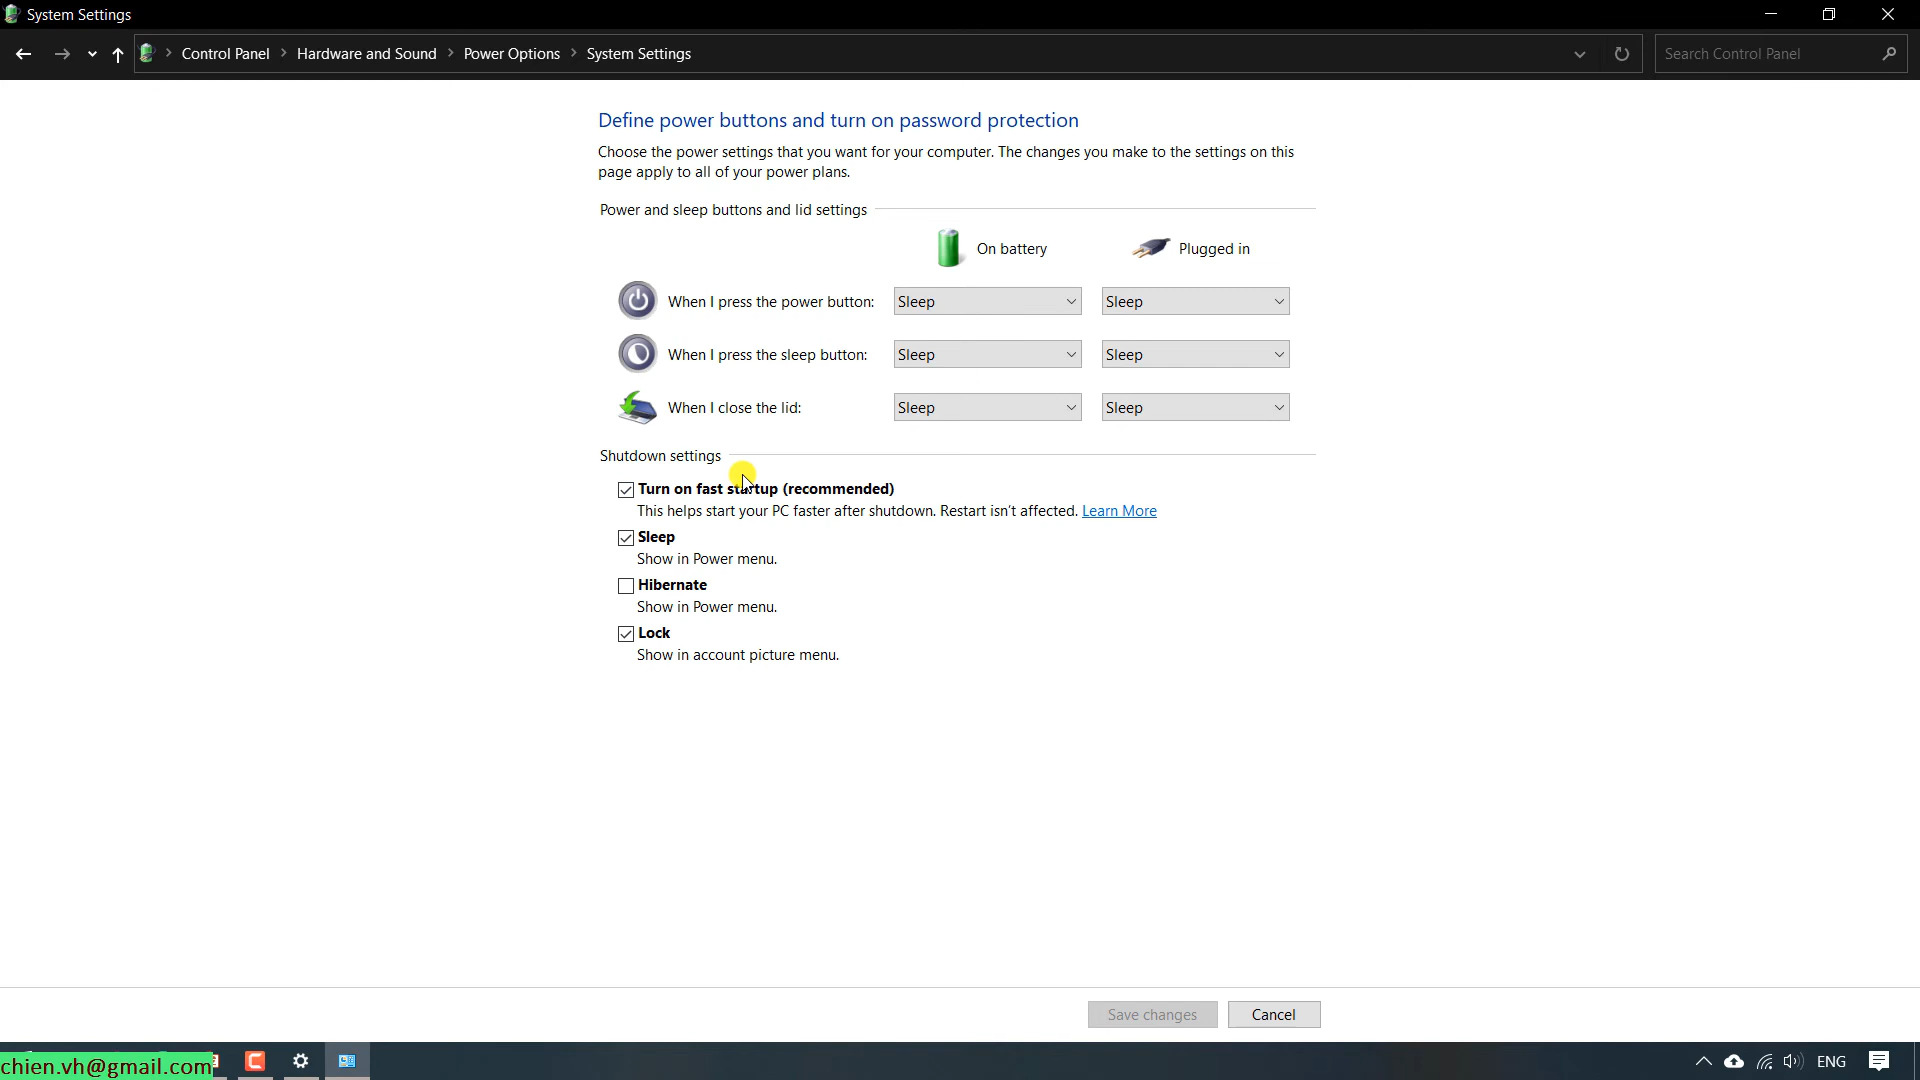 System Settings
Control Panel > Hardware and Sound > Power Options > System Settings
Search Control Panel
Define power buttons and turn on password protection
Choose the power settings that you want for your computer. The changes you make to the settings on this
page apply to all of your power plans.
Power and sleep buttons and lid settings
On battery Plugged in
When I press the power button: Sleep Sleep
When I press the sleep button: Sleep Sleep
When I close the lid: Sleep Sleep
Shutdown settings
Turn on fast startup (recommended)
This helps start your PC faster after shutdown. Restart isn't affected. Learn More
Sleep
Show in Power menu.
Hibernate
Show in Power menu.
Lock
Show in account picture menu.
Save changes Cancel
chien.vh@gmail.com ENG